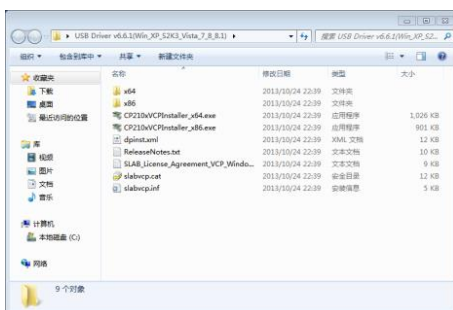 USB Driver v6.6.1(Win_XP_S2K3_Vista_7_8_8.1)
搜索 USB Driver v6.6.1(Win_XP_S2...
组织
包含到库中
共享
新建文件夹
名称 修改日期 类型 大小
收藏夹
下载
桌面
最近访问的位置
库
视频
图片
文档
音乐
计算机
本地磁盘 (C:)
网络
x64 2013/10/24 22:39 文件夹
x86 2013/10/24 22:39 文件夹
CP210xVCPInstaller_x64.exe 2013/10/24 22:39 应用程序 1,026 KB
CP210xVCPInstaller_x86.exe 2013/10/24 22:39 应用程序 901 KB
dpinst.xml 2013/10/24 22:39 XML 文档 12 KB
ReleaseNotes.txt 2013/10/24 22:39 文本文档 10 KB
SLAB_License_Agreement_VCP_Windo... 2013/10/24 22:39 文本文档 9 KB
slabvcp.cat 2013/10/24 22:39 安全目录 12 KB
slabvcp.inf 2013/10/24 22:39 安装信息 5 KB
9 个对象